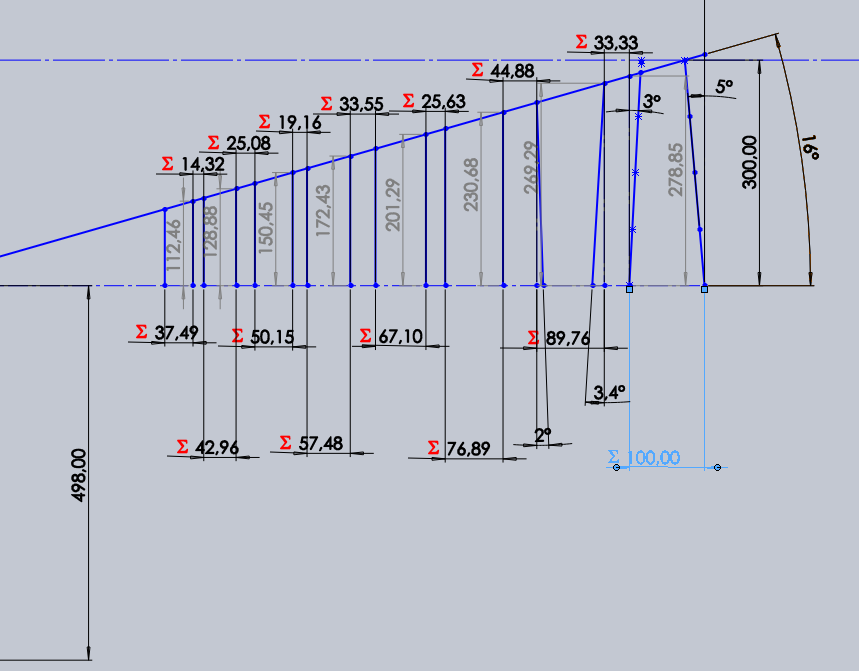 Σ 33,33
Σ 44,88
5°
3°
Σ 33,55
Σ 25,63
Σ 19,16
Σ 25,08
Σ 14,32
16°
300,00
278,85
269,29
230,68
201,29
172,43
150,45
128,88
112,46
Σ 37,49
Σ 50,15
Σ 67,10
Σ 89,76
3,4°
2°
Σ 42,96
Σ 57,48
Σ 76,89
Σ 100,00
498,00